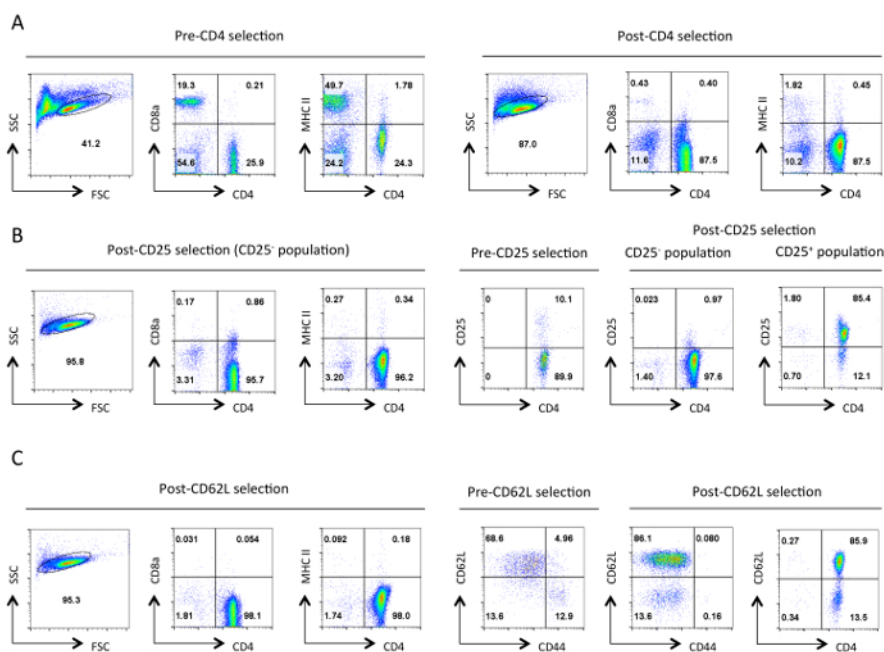 A
Pre-CD4 selection
Post-CD4 selection
SSC
41.2
FSC
CD8a
19.3 0.21
54.6 25.9
CD4
MHC II
49.7 1.78
24.2 24.3
CD4
SSC
87.0
FSC
CD8a
0.43 0.40
11.6 87.5
CD4
MHC II
1.82 0.45
10.2 87.5
CD4
B
Post-CD25 selection (CD25- population)
Pre-CD25 selection
Post-CD25 selection
CD25- population CD25+ population
SSC
95.8
FSC
CD8a
0.17 0.86
3.31 95.7
CD4
MHC II
0.27 0.34
3.20 96.2
CD4
CD25
0 10.1
0 89.9
CD4
CD25
0.023 0.97
1.40 97.6
CD4
CD25
1.80 85.4
0.70 12.1
CD4
C
Post-CD62L selection
Pre-CD62L selection
Post-CD62L selection
SSC
95.3
FSC
CD8a
0.031 0.054
1.81 98.1
CD4
MHC II
0.092 0.18
1.74 98.0
CD4
CD62L
68.6 4.96
13.6 12.9
CD44
CD62L
86.1 0.080
13.6 0.16
CD44
CD62L
0.27 85.9
0.34 13.5
CD4